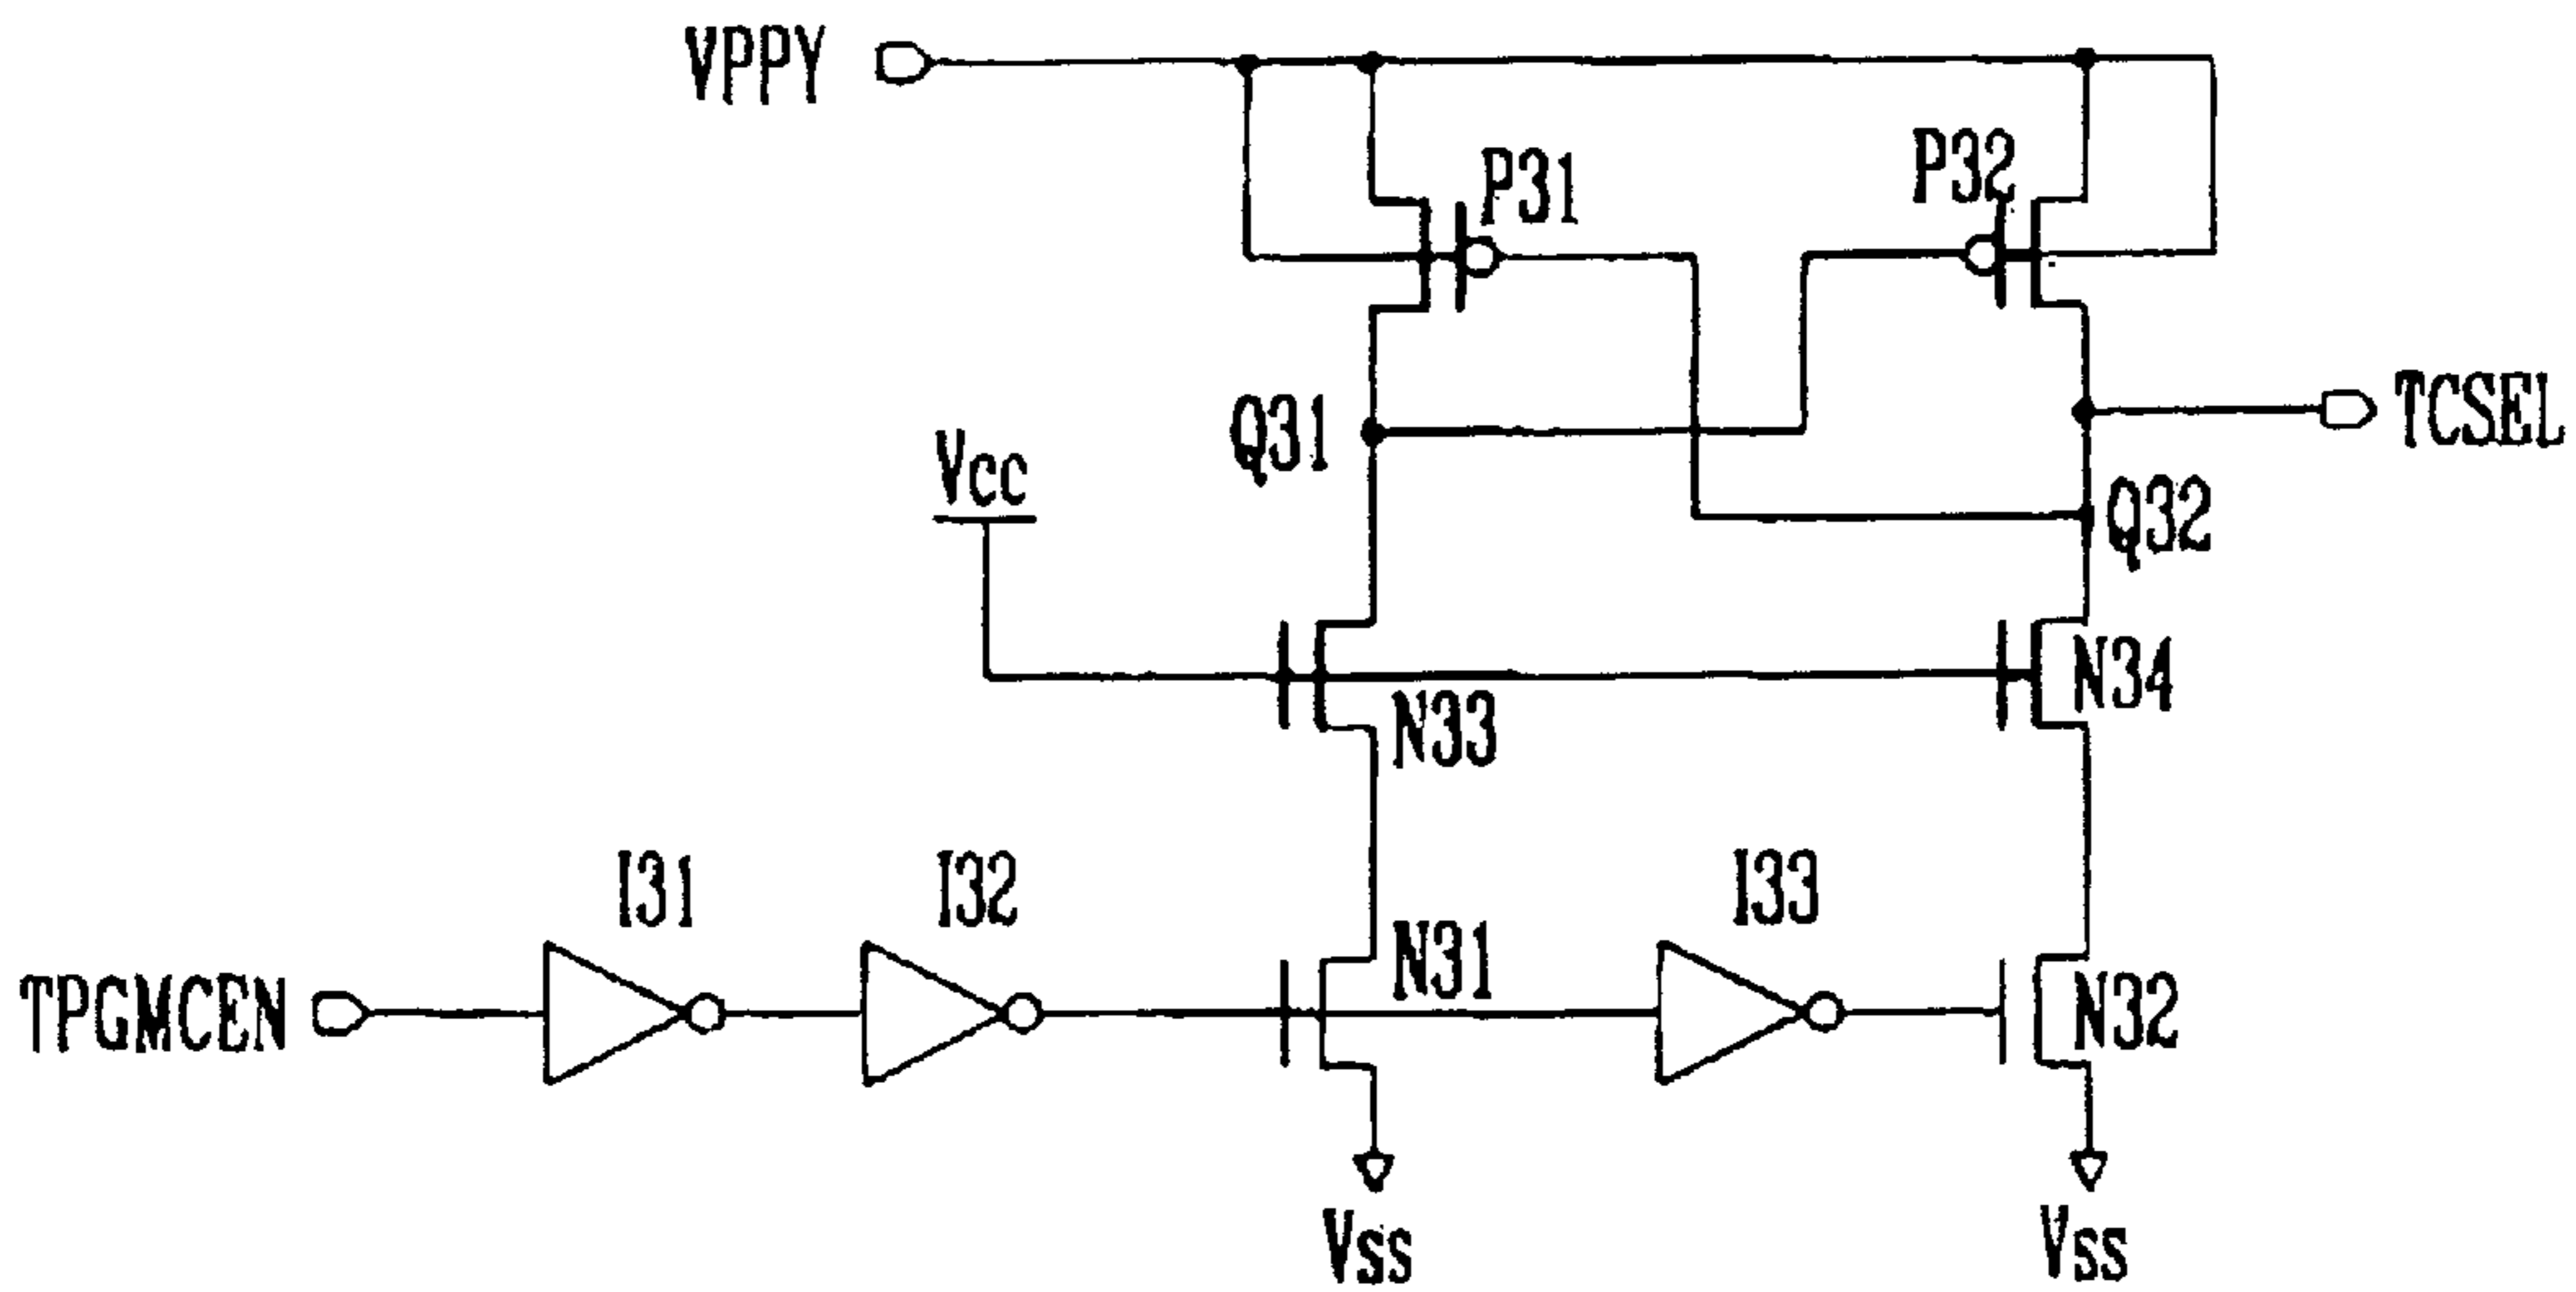 VPPY
P31
P32
Q31
TCSEL
Vcc
Q32
N33
N34
I31
I32
I33
N31
TPGMCEN
N32
Vss
Vss